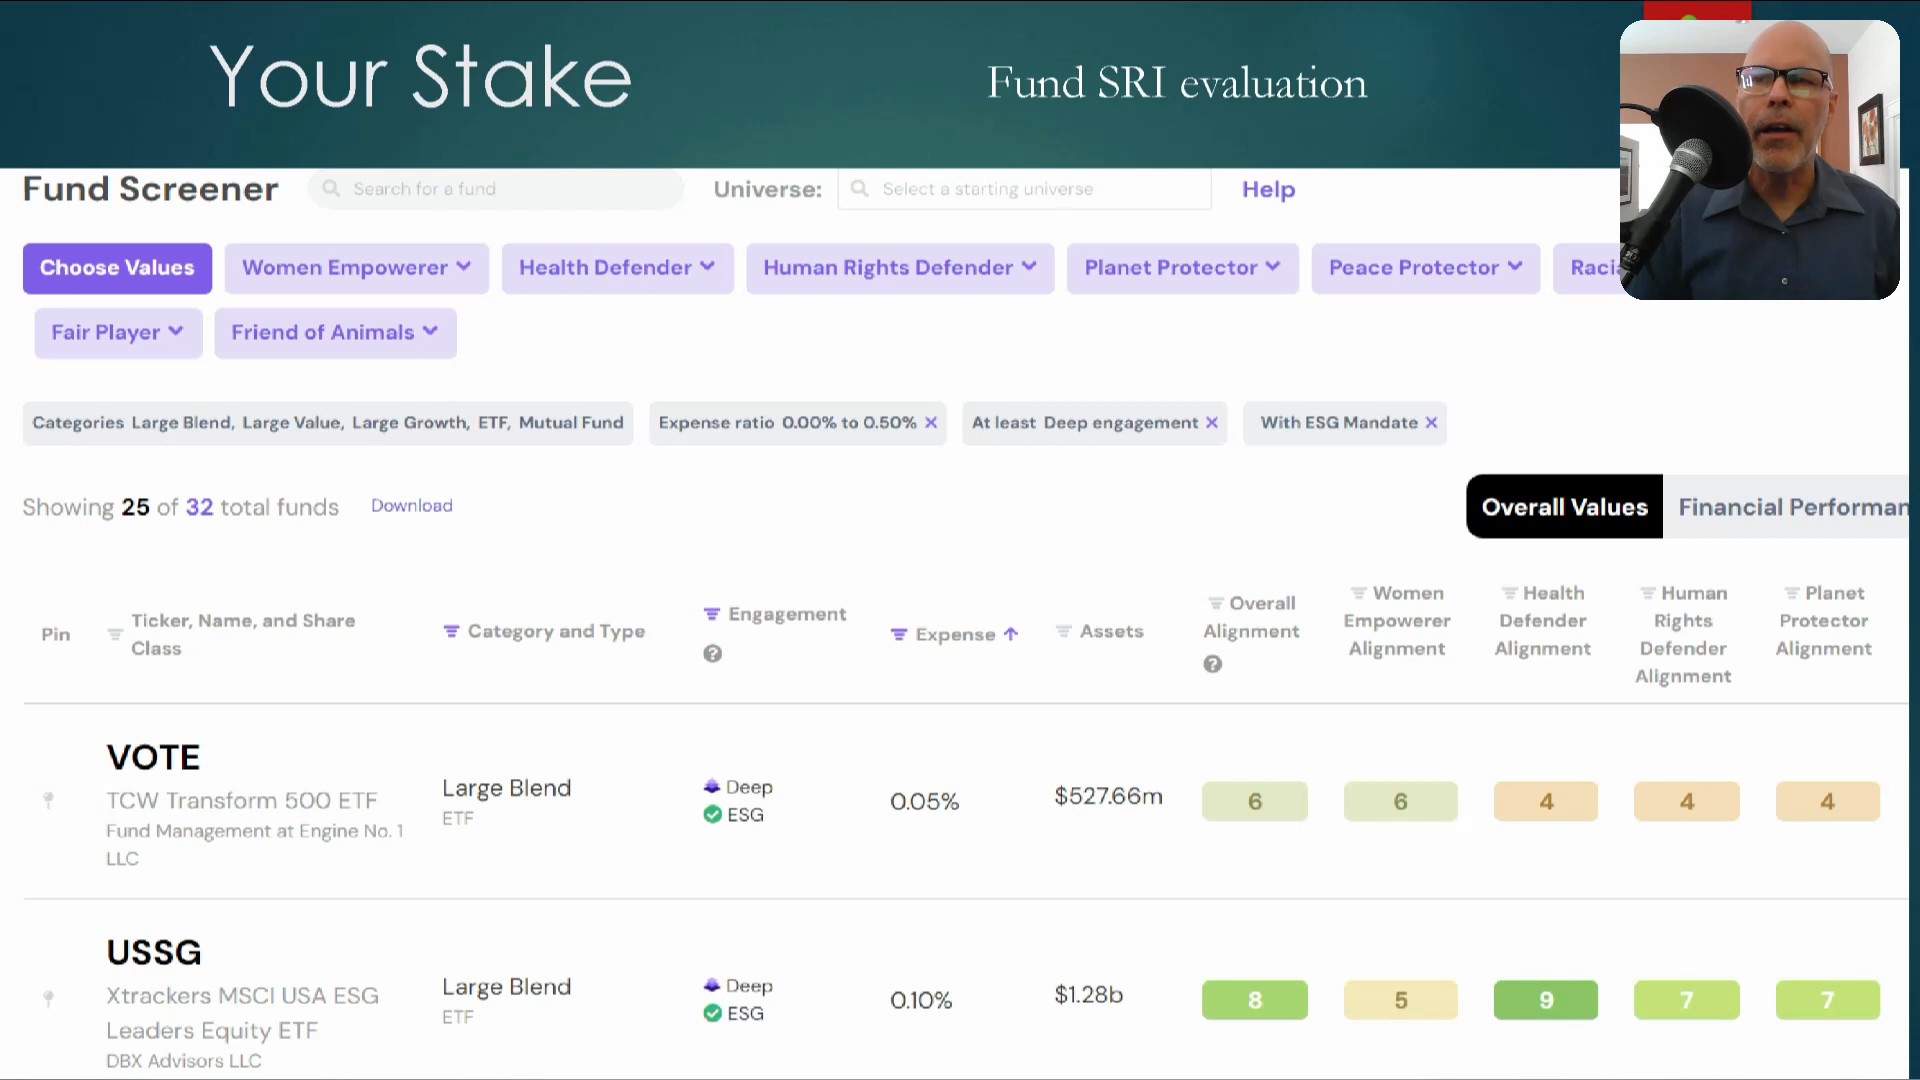 Your Stake
Fund SRI evaluation
Fund Screener
Search for a fund
Universe:
Select a starting universe
Help
Choose Values
Women Empowerer
Health Defender
Human Rights Defender
Planet Protector
Peace Protector
Fair Player
Friend of Animals
Categories Large Blend, Large Value, Large Growth, ETF, Mutual Fund
Expense ratio 0.00% to 0.50%
At least Deep engagement
With ESG Mandate
Showing 25 of 32 total funds
Download
Overall Values
Financial
Pin
Ticker, Name, and Share
Class
Category and Type
Engagement
Expense
Assets
Overall
Alignment
Women
Empowerer
Alignment
Health
Defender
Alignment
Human
Rights
Defender
Alignment
Planet
Protector
Alignment
VOTE
TCW Transform 500 ETF
Fund Management at Engine No. 1
LLC
Large Blend
ETF
Deep
ESG
0.05%
$527.66m
6
6
4
4
4
USSG
Xtrackers MSCI USA ESG
Leaders Equity ETF
DBX Advisors LLC
Large Blend
ETF
Deep
ESG
0.10%
$1.28b
8
5
9
7
7